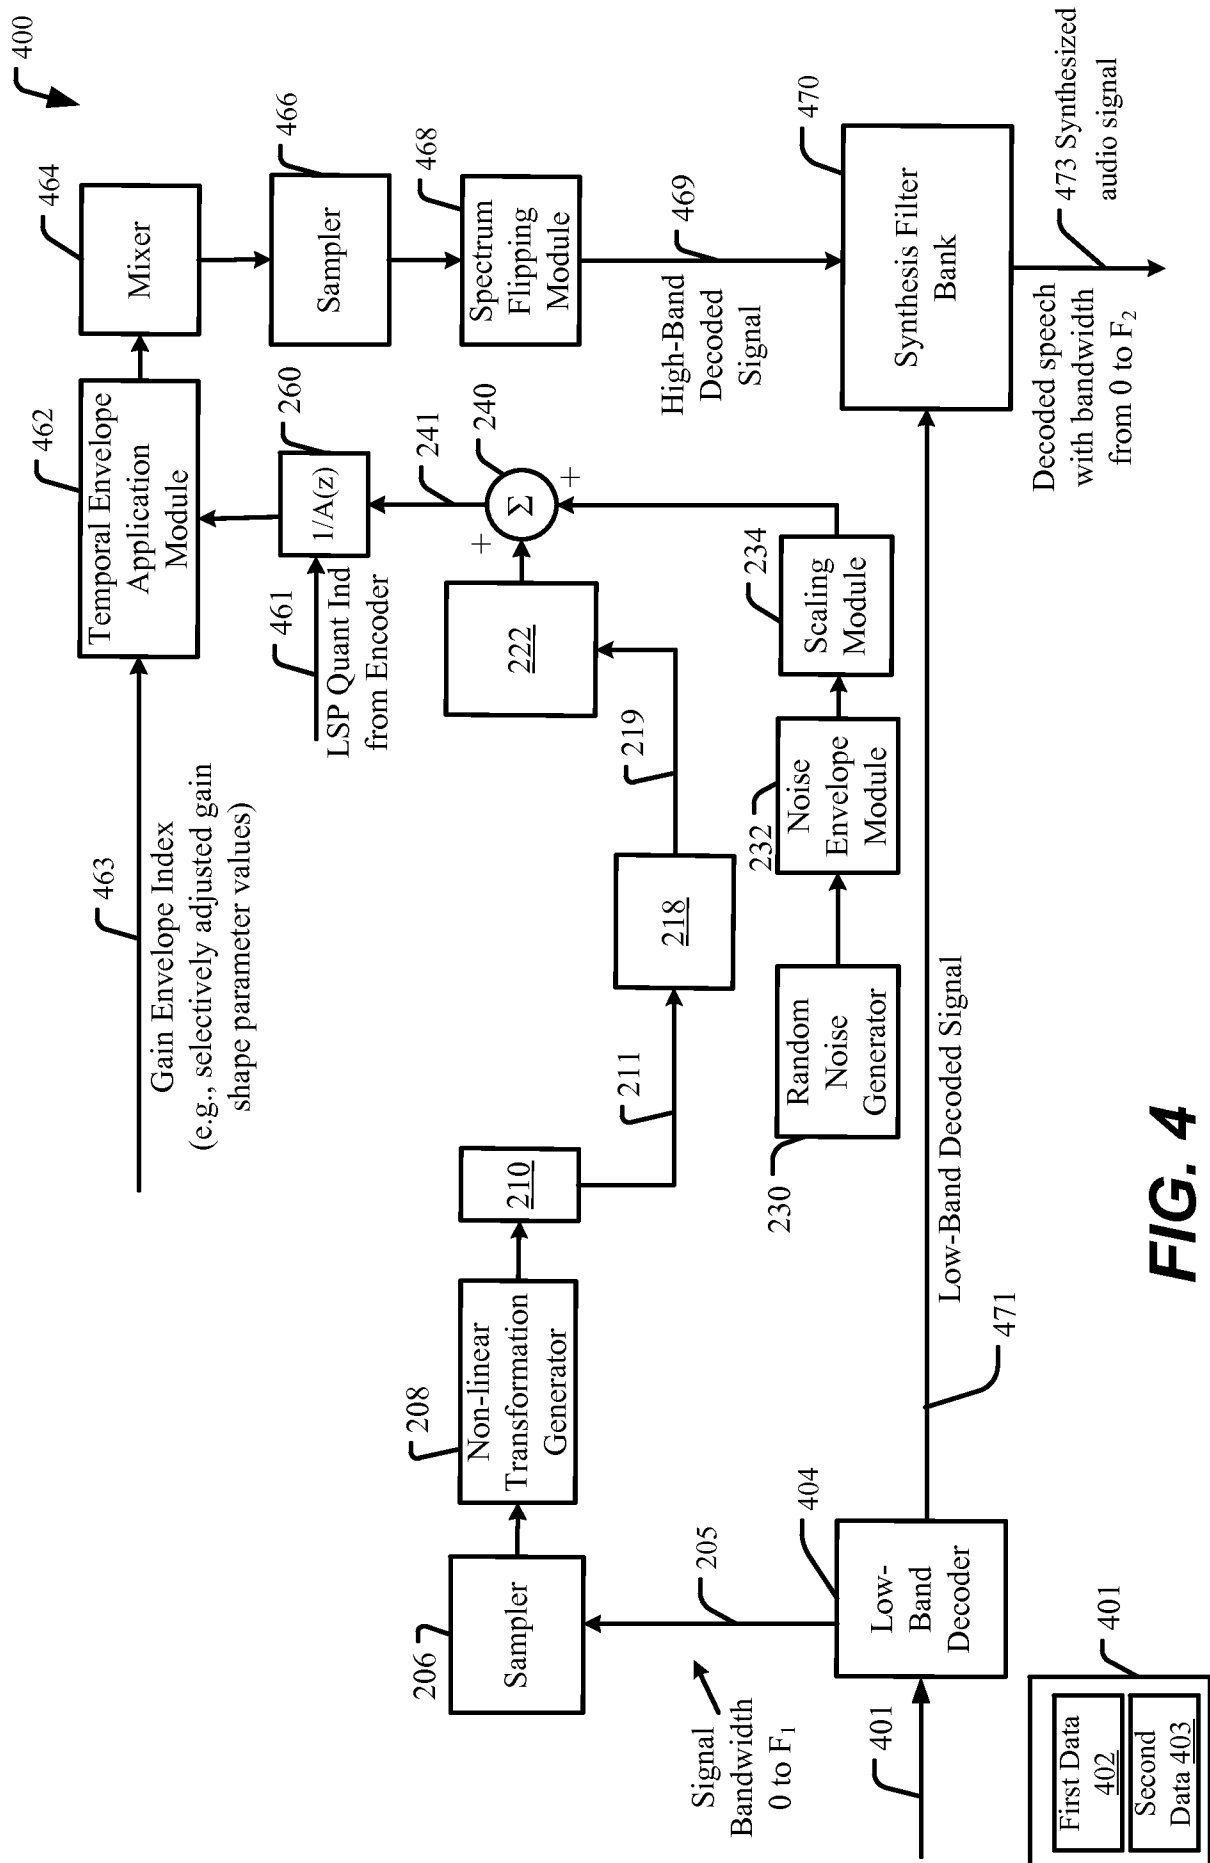 400
463
Gain Envelope Index
(e.g., selectively adjusted gain
shape parameter values)
462
Temporal Envelope
Application
Module
464
Mixer
466
Sampler
468
Spectrum
Flipping
Module
461
LSP Quant Ind
from Encoder
260
1/A(z)
241
240
Σ
+
+
222
219
218
211
210
208
Non-linear
Transformation
Generator
206
Sampler
205
Signal
Bandwidth
0 to F1
230
Random
Noise
Generator
232
Noise
Envelope
Module
234
Scaling
Module
469
High-Band
Decoded
Signal
401
404
Low-
Band
Decoder
471
Low-Band Decoded Signal
470
Synthesis Filter
Bank
473 Synthesized
audio signal
Decoded speech
with bandwidth
from 0 to F2
401
First Data
402
Second
Data 403
FIG. 4